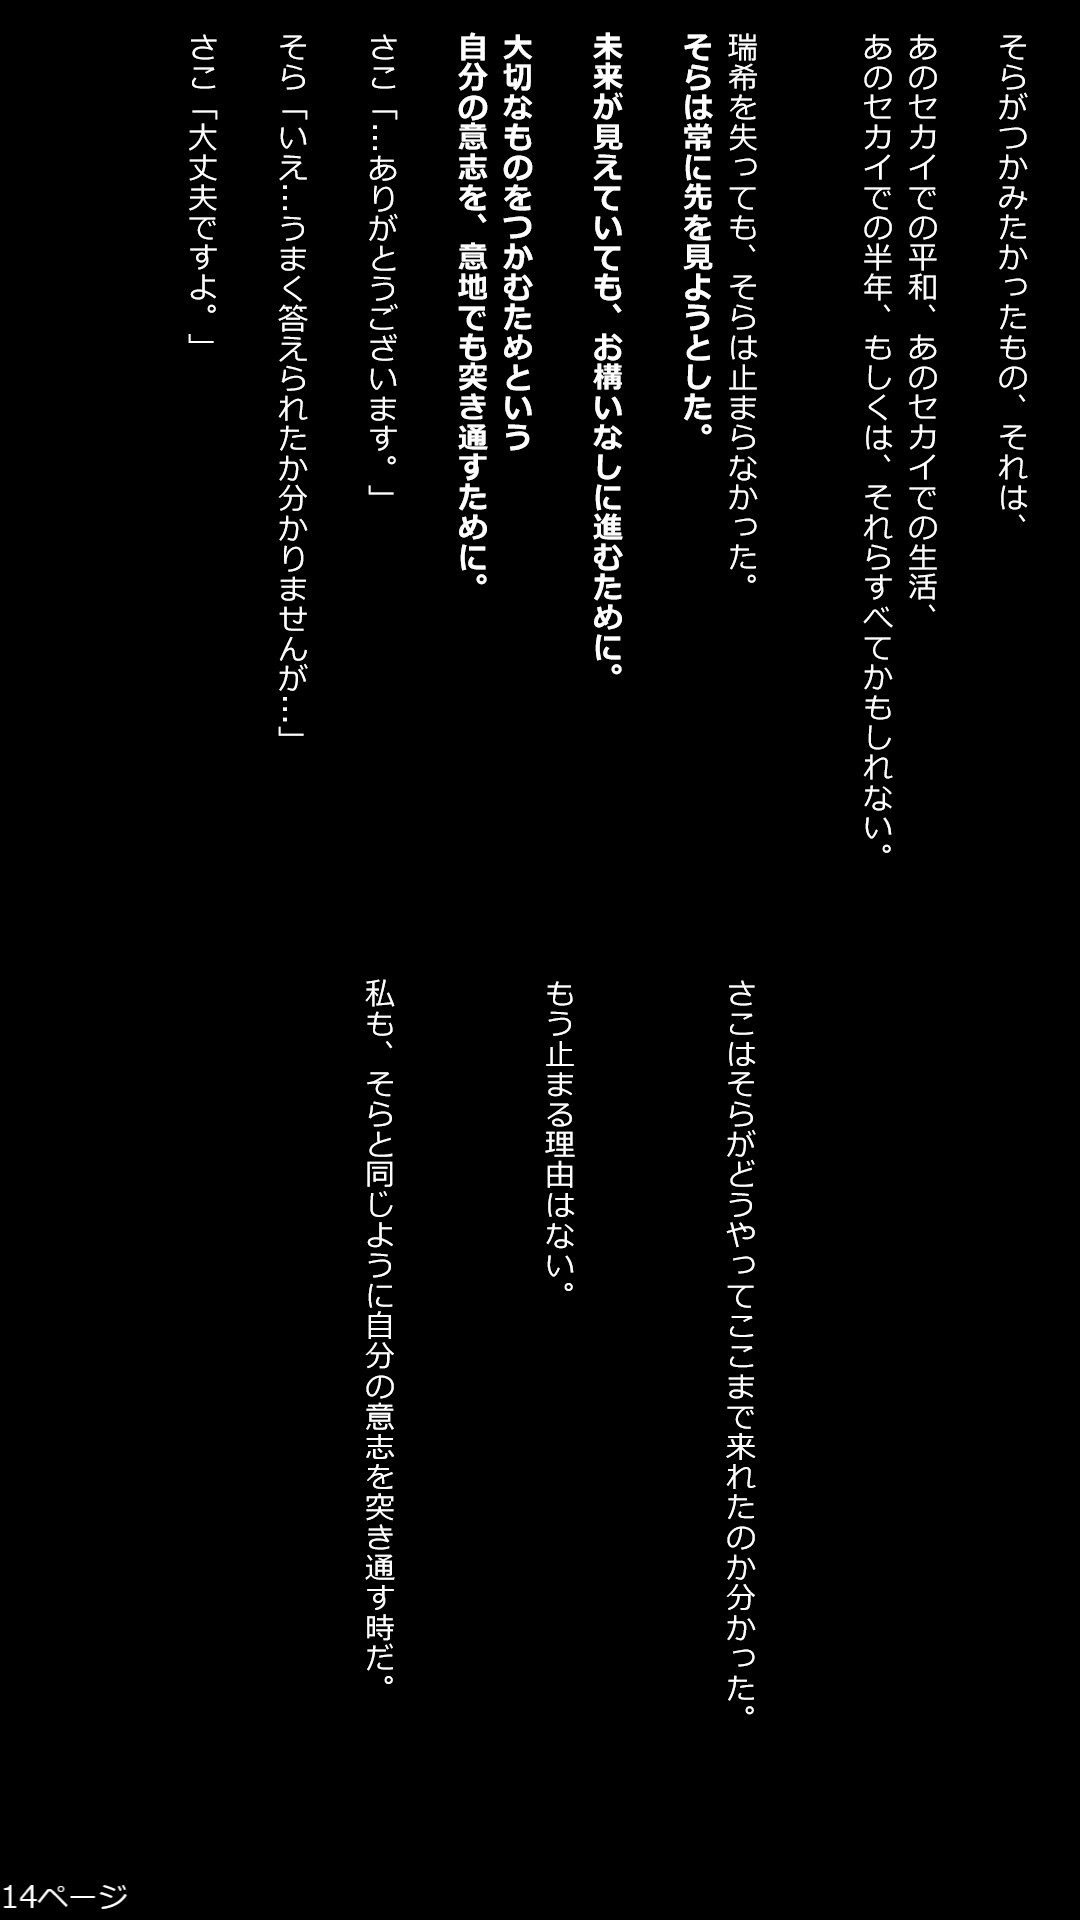 そらがつかみたかったもの、それは、
あのセカイでの平和、あのセカイでの生活、
あのセカイでの半年、もしくは、それらすべてかもしれない。
瑞希を失っても、そらは止まらなかった。
そらは常に先を見ようとした。
未来が見えていても、お構いなしに進むために。
大切なものをつかむためという
自分の意志を、意地でも突き通すために。
さこ「…ありがとうございます。」
そら「いえ…うまく答えられたか分かりませんが…」
さこ「大丈夫ですよ。」
さこはそらがどうやってここまで来れたのか分かった。
もう止まる理由はない。
私も、そらと同じように自分の意志を突き通す時だ。
14ページ